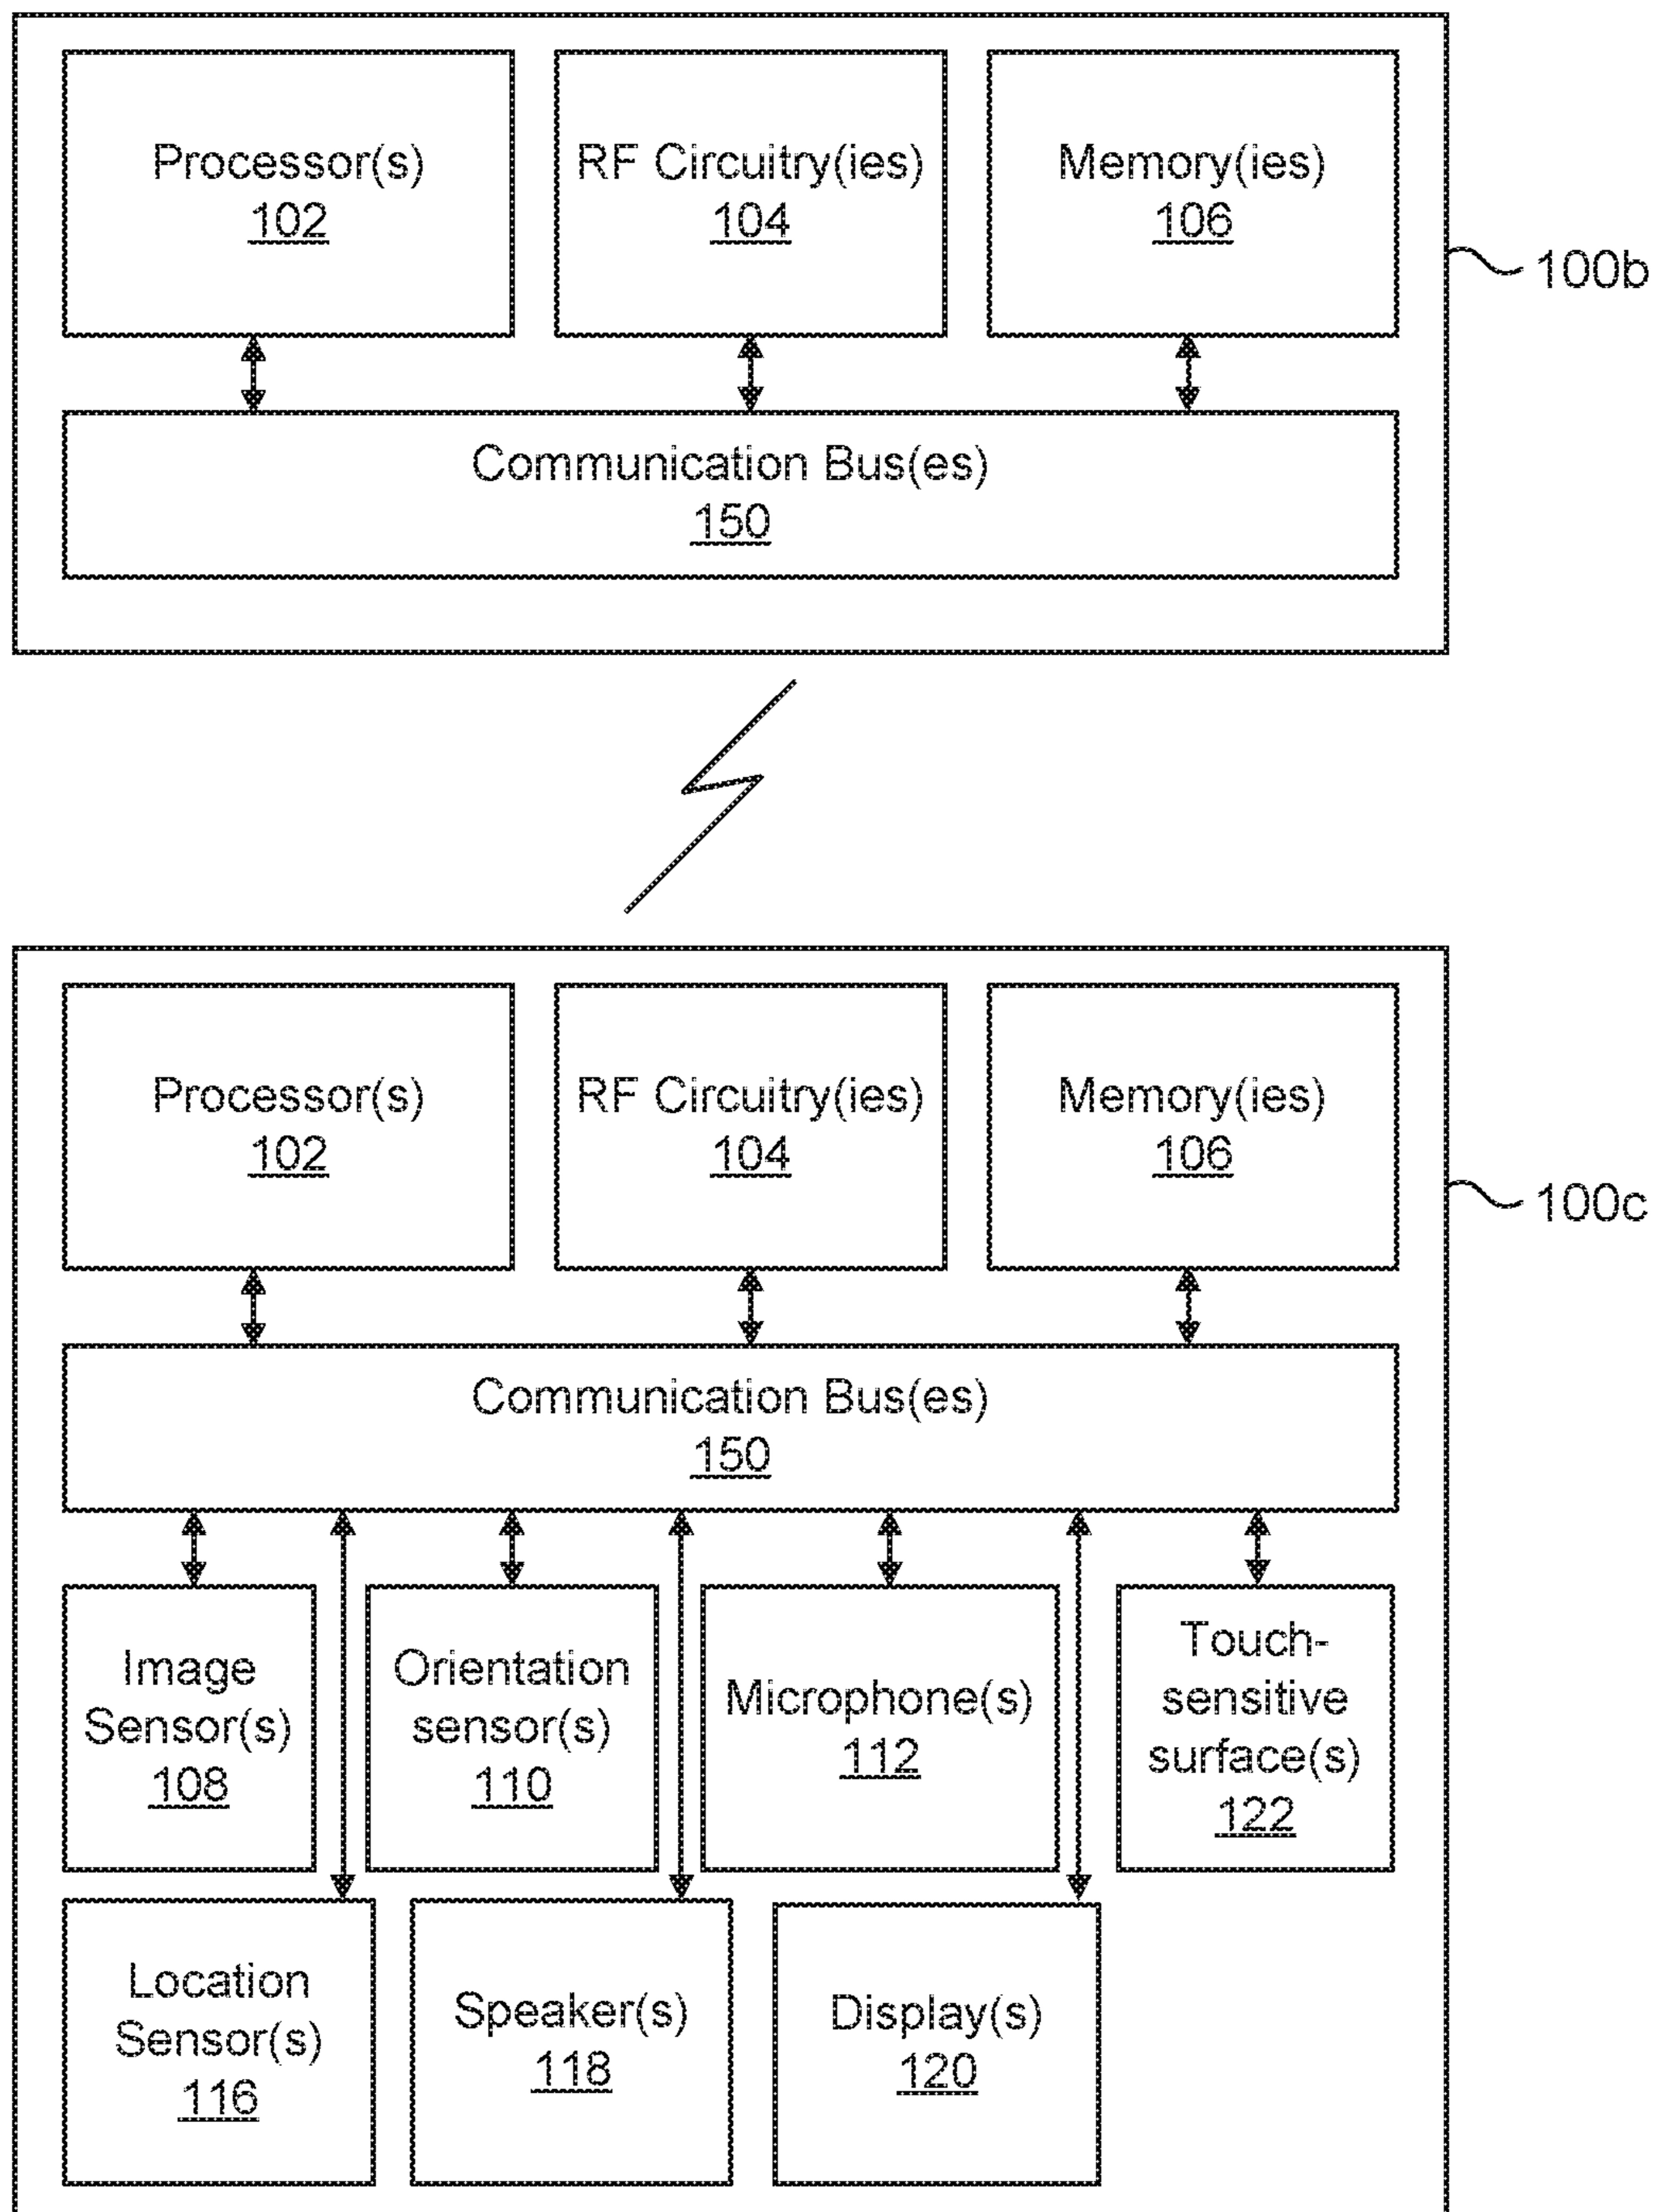 Processor(s)
102
RF Circuitry(ies)
104
Memory(ies)
106
100b
Communication Bus(es)
150
Processor(s)
102
RF Circuitry(ies)
104
Memory(ies)
106
100c
Communication Bus(es)
150
Image
Sensor(s)
108
Orientation
sensor(s)
110
Microphone(s)
112
Touch-
sensitive
surface(s)
122
Location
Sensor(s)
116
Speaker(s)
118
Display(s)
120